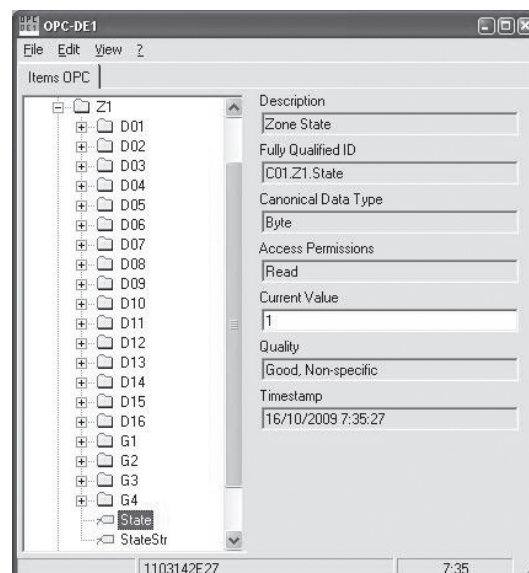 OPC DE1 OPC-DE1
File Edit View ?
Items OPC
Z1
D01
D02
D03
D04
D05
D06
D07
D08
D09
D10
D11
D12
D13
D14
D15
D16
G1
G2
G3
G4
State
StateStr
Description
Zone State
Fully Qualified ID
C01.Z1.State
Canonical Data Type
Byte
Access Permissions
Read
Current Value
1
Quality
Good, Non-specific
Timestamp
16/10/2009 7:35:27
1103142E27 7:35